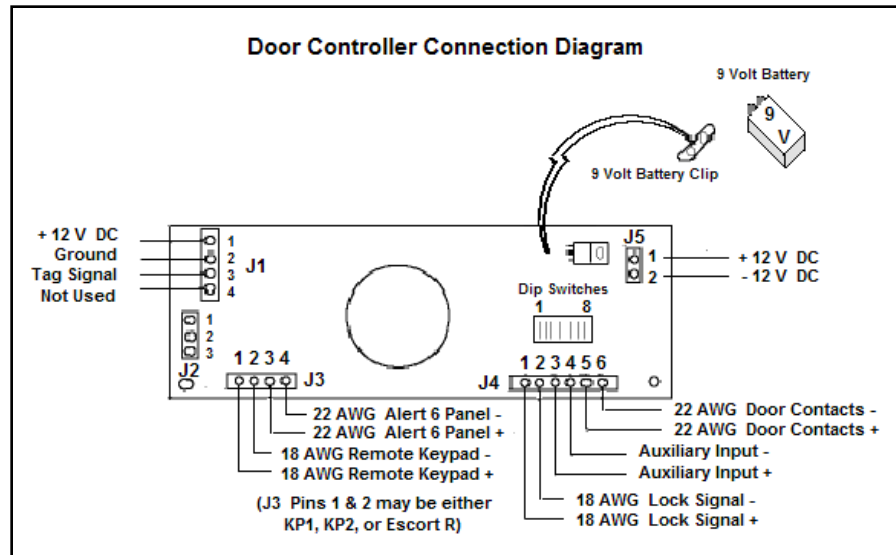 Door Controller Connection Diagram
9 Volt Battery
9
V
9 Volt Battery Clip
+ 12 V DC
Ground
Tag Signal
Not Used
1
2
3
4
J1
J5
1
2
+ 12 V DC
- 12 V DC
Dip Switches
1 8
1
2
3
J2
1 2 3 4
J3
J4
1 2 3 4 5 6
22 AWG Alert 6 Panel -
22 AWG Alert 6 Panel +
18 AWG Remote Keypad -
18 AWG Remote Keypad +
(J3 Pins 1 & 2 may be either
KP1, KP2, or Escort R)
22 AWG Door Contacts -
22 AWG Door Contacts +
Auxiliary Input -
Auxiliary Input +
18 AWG Lock Signal -
18 AWG Lock Signal +